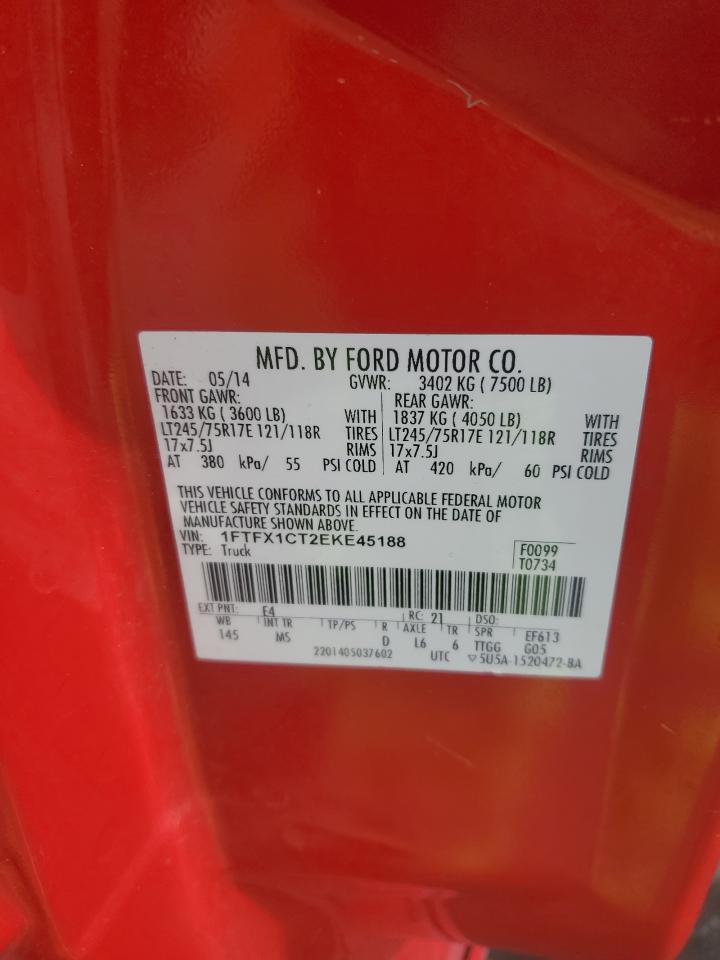 MFD. BY FORD MOTOR CO.
DATE: 05/14 GVWR: 3402 KG ( 7500 LB)
FRONT GAWR: REAR GAWR:
1633 KG ( 3600 LB) WITH 1837 KG ( 4050 LB) WITH
LT245/75R17E 121/118R TIRES LT245/75R17E 121/118R TIRES
17x7.5J RIMS 17x7.5J RIMS
AT 380 kPa/ 55 PSI COLD AT 420 kPa/ 60 PSI COLD
THIS VEHICLE CONFORMS TO ALL APPLICABLE FEDERAL MOTOR
VEHICLE SAFETY STANDARDS IN EFFECT ON THE DATE OF
MANUFACTURE SHOWN ABOVE.
VIN: 1FTFX1CT2EKE45188 F0099
TYPE: Truck T0734
EXT PNT: E4 RC: 21 DSO:
WB INT TR TP/PS R AXLE TR SPR EF613
145 MS D L6 6 TTGG G05
2201405037602 UTC ▽5U5A-1520472-BA